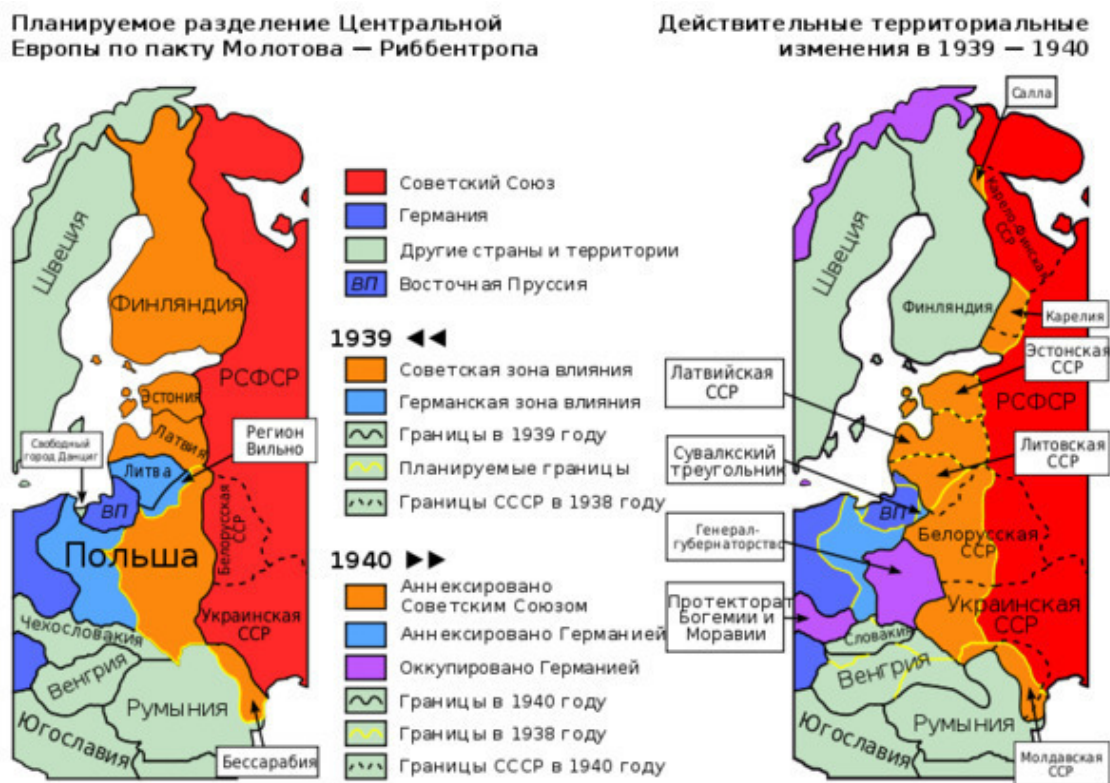 Планируемое разделение Центральной
Европы по пакту Молотова — Риббентропа
Действительные территориальные
изменения в 1939 — 1940
Швеция
Финляндия
РСФСР
Эстония
Латвия
Свободный
город Данциг
Регион
Вильно
Литва
ВП
Польша
Белорусская
ССР
Украинская
ССР
Чехословакия
Венгрия
Румыния
Югославия
Бессарабия
Советский Союз
Германия
Другие страны и территории
ВП
Восточная Пруссия
1939
Советская зона влияния
Германская зона влияния
Границы в 1939 году
Планируемые границы
Границы СССР в 1938 году
1940
Аннексировано
Советским Союзом
Аннексировано Германией
Оккупировано Германией
Границы в 1940 году
Границы в 1938 году
Границы СССР в 1940 году
Салла
Швеция
Карело-Финская
ССР
Финляндия
Карелия
Эстонская
ССР
Латвийская
ССР
РСФСР
Сувалкский
треугольник
Литовская
ССР
ВП
Генерал-
губернаторство
Белорусская
ССР
Протекторат
Богемии и
Моравии
Украинская
ССР
Словакия
Венгрия
Румыния
Югославия
Молдавская
ССР